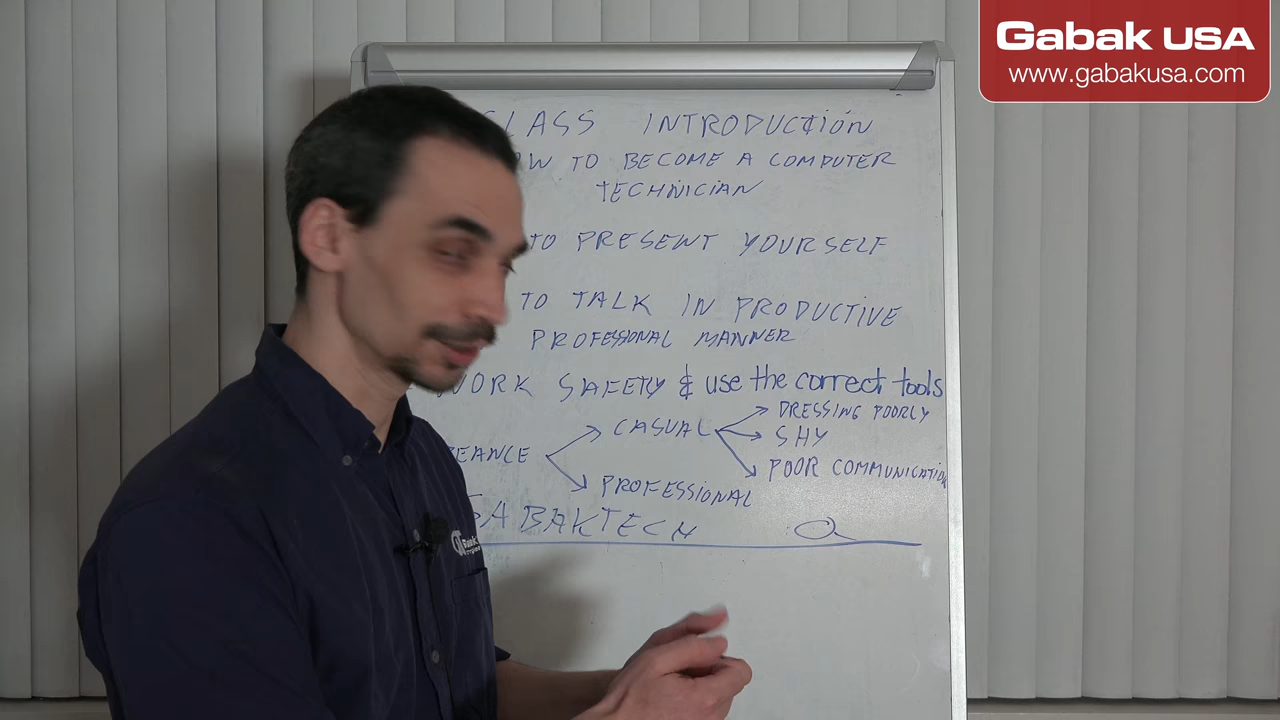 Gabak USA
www.gabakusa.com
CLASS INTRODUCTION
TO BECOME A COMPUTER
TECHNICIAN
TO PRESENT YOURSELF
TO TALK IN PRODUCTIVE
PROFESSIONAL MANNER
WORK SAFETY & use the correct tools
CASUAL
DRESSING POORLY
SHY
POOR COMMUNICATION
PROFESSIONAL
GABAKTECH